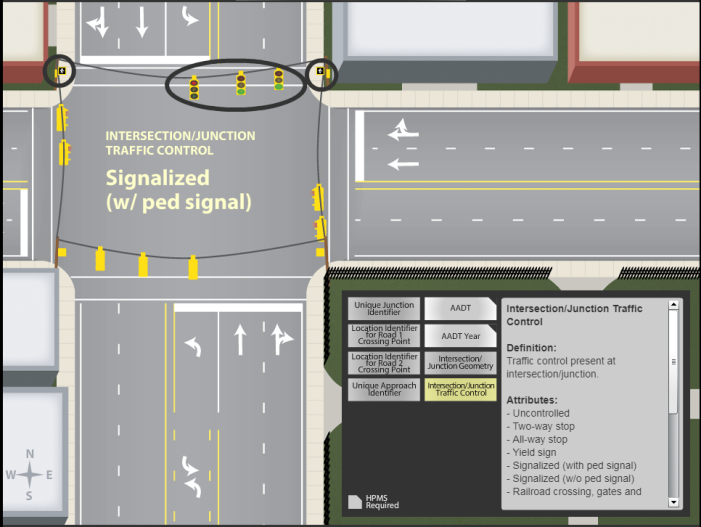 INTERSECTION/JUNCTION
TRAFFIC CONTROL
Signalized
(w/ ped signal)
N
W E
S
Unique Junction
Identifier
AADT
Location Identifier
for Road 1
Crossing Point
AADT Year
Location Identifier
for Road 2
Crossing Point
Intersection/
Junction Geometry
Unique Approach
Identifier
Intersection/Junction
Traffic Control
HPMS
Required
Intersection/Junction Traffic
Control
Definition:
Traffic control present at
intersection/junction.
Attributes:
- Uncontrolled
- Two-way stop
- All-way stop
- Yield sign
- Signalized (with ped signal)
- Signalized (w/o ped signal)
- Railroad crossing, gates and